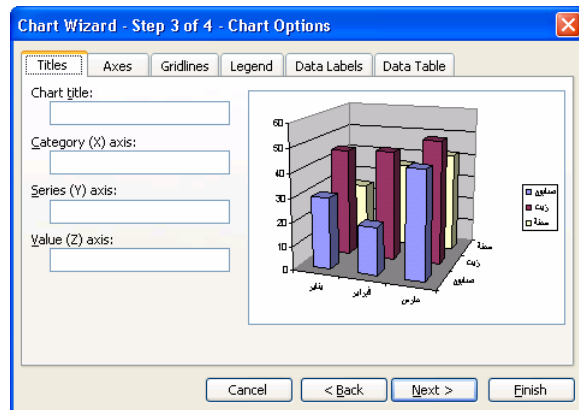 Chart Wizard - Step 3 of 4 - Chart Options
Titles Axes Gridlines Legend Data Labels Data Table
Chart title:
Category (X) axis:
Series (Y) axis:
Value (Z) axis:
60
50
40
30
20
10
0
يناير
فبراير
مارس
صابون
زيت
سمنة
صابون
زيت
سمنة
Cancel < Back Next > Finish